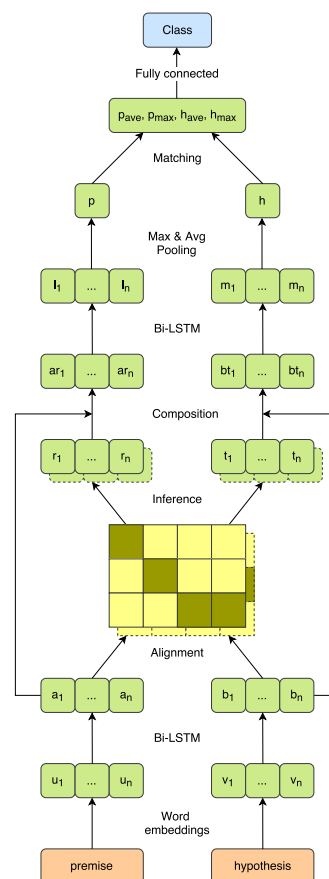 Class
Fully connected
pave, pmax, have, hmax
Matching
p
h
Max & Avg
Pooling
l1 ... ln
m1 ... mn
Bi-LSTM
ar1 ... arn
bt1 ... btn
Composition
r1 ... rn
t1 ... tn
Inference
Alignment
a1 ... an
b1 ... bn
Bi-LSTM
u1 ... un
v1 ... vn
Word
embeddings
premise
hypothesis